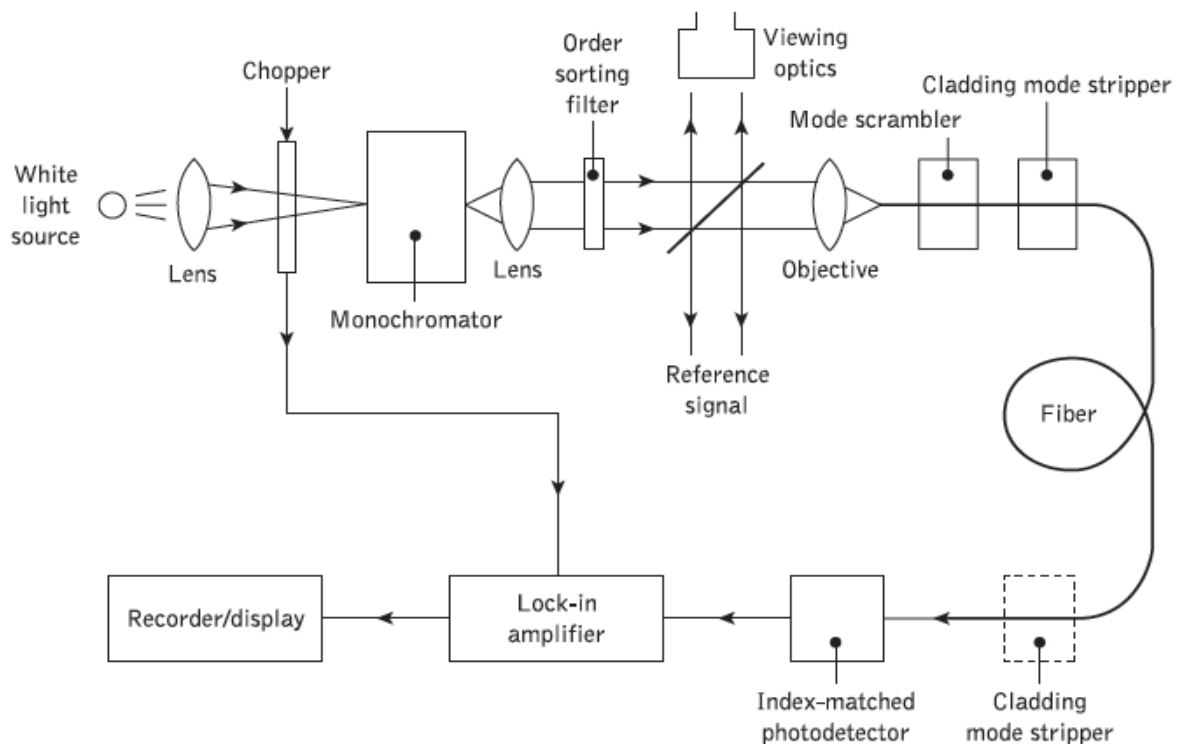 Order
sorting
filter
Viewing
optics
Chopper
Cladding mode stripper
Mode scrambler
White
light
source
Lens
Lens
Objective
Monochromator
Reference
signal
Fiber
Recorder/display
Lock-in
amplifier
Index-matched
photodetector
Cladding
mode stripper